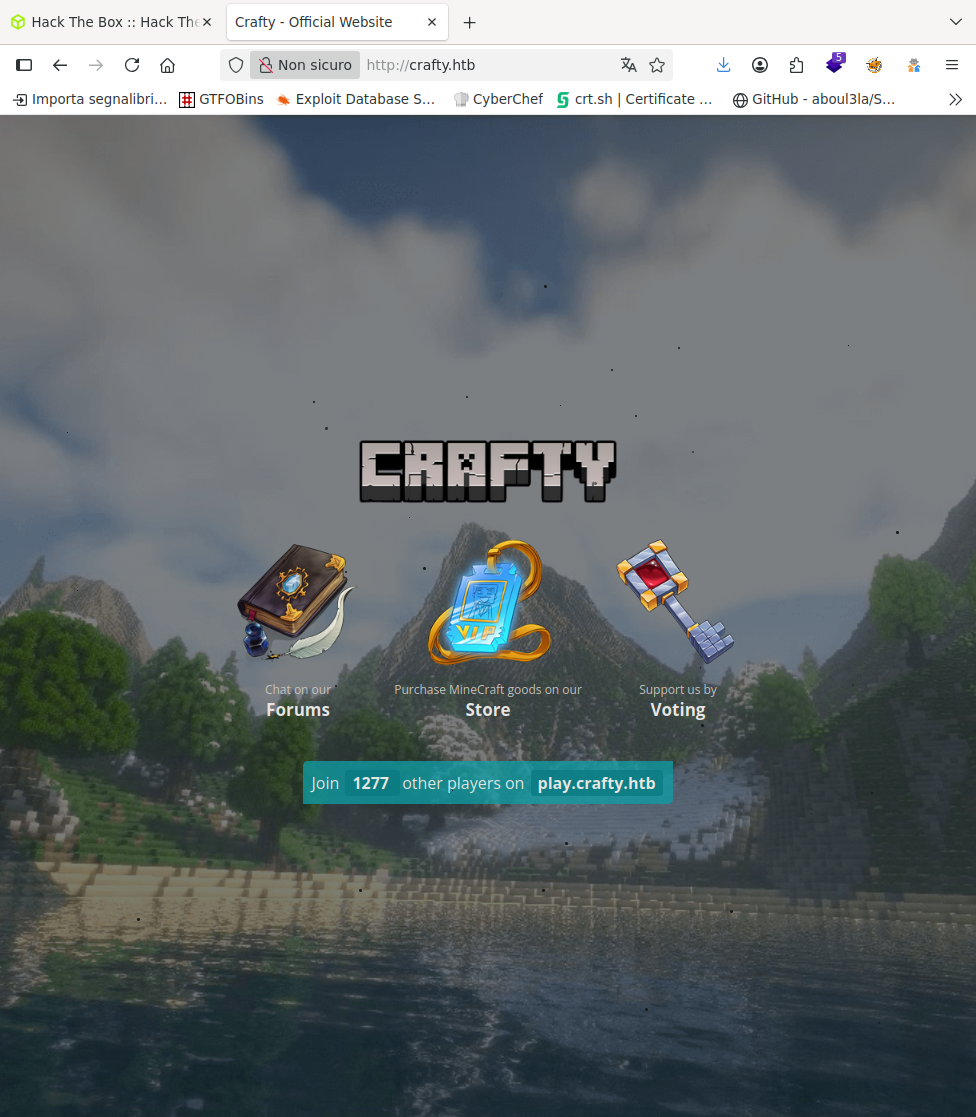 Hack The Box :: Hack The
Crafty - Official Website
Non sicuro http://crafty.htb
5
Importa segnalibri… GTFOBins Exploit Database S… CyberChef crt.sh | Certificate … GitHub - aboul3la/S…
CRAFTY
VIP
Chat on our
Forums
Purchase MineCraft goods on our
Store
Support us by
Voting
Join 1277 other players on play.crafty.htb